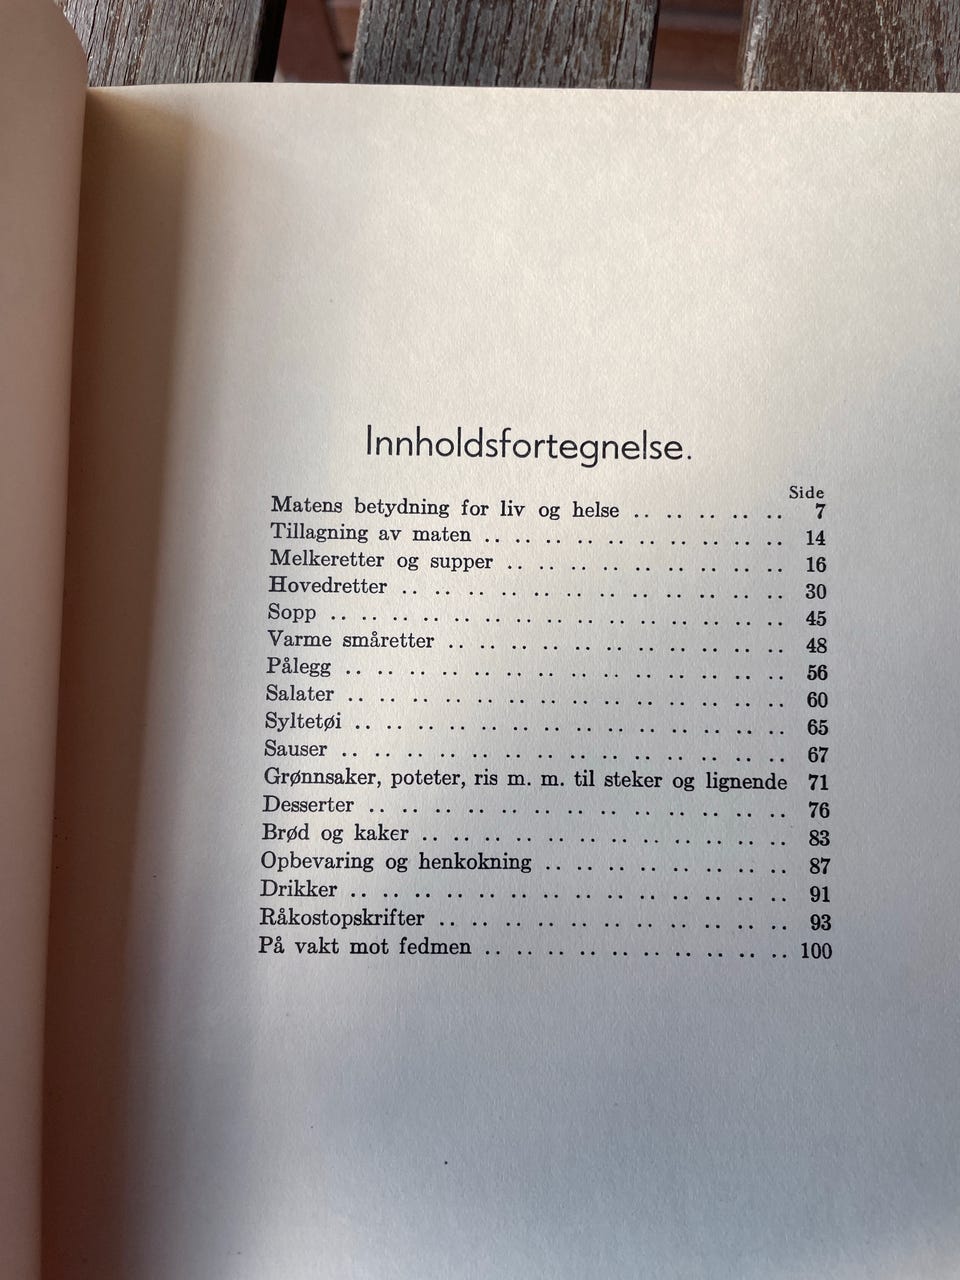 Innholdsfortegnelse.
Side
Matens betydning for liv og helse .. .. .. .. .. 7
Tillagning av maten .. .. .. .. .. .. .. .. .. .. 14
Melkeretter og supper .. .. .. .. .. .. .. .. .. 16
Hovedretter .. .. .. .. .. .. .. .. .. .. .. .. 30
Sopp .. .. .. .. .. .. .. .. .. .. .. .. .. .. .. 45
Varme småretter .. .. .. .. .. .. .. .. .. .. .. 48
Pålegg .. .. .. .. .. .. .. .. .. .. .. .. .. .. 56
Salater .. .. .. .. .. .. .. .. .. .. .. .. .. .. 60
Syltetøi .. .. .. .. .. .. .. .. .. .. .. .. .. .. 65
Sauser .. .. .. .. .. .. .. .. .. .. .. .. .. .. 67
Grønnsaker, poteter, ris m. m. til steker og lignende 71
Desserter .. .. .. .. .. .. .. .. .. .. .. .. .. 76
Brød og kaker .. .. .. .. .. .. .. .. .. .. .. .. 83
Opbevaring og henkokning .. .. .. .. .. .. .. .. 87
Drikker .. .. .. .. .. .. .. .. .. .. .. .. .. .. 91
Råkostopskrifter .. .. .. .. .. .. .. .. .. .. .. 93
På vakt mot fedmen .. .. .. .. .. .. .. .. .. .. 100